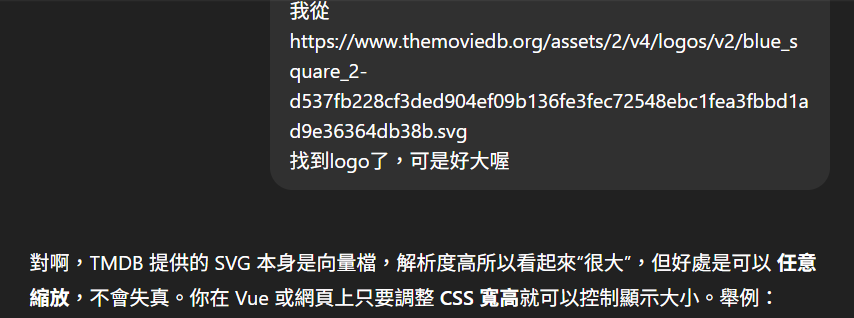 我從
https://www.themoviedb.org/assets/2/v4/logos/v2/blue_s
quare_2-
d537fb228cf3ded904ef09b136fe3fec72548ebc1fea3fbbd1a
d9e36364db38b.svg
找到logo了，可是好大喔
對啊，TMDB 提供的 SVG 本身是向量檔，解析度高所以看起來“很大”，但好處是可以 任意
縮放，不會失真。你在 Vue 或網頁上只要調整 CSS 寬高就可以控制顯示大小。舉例：